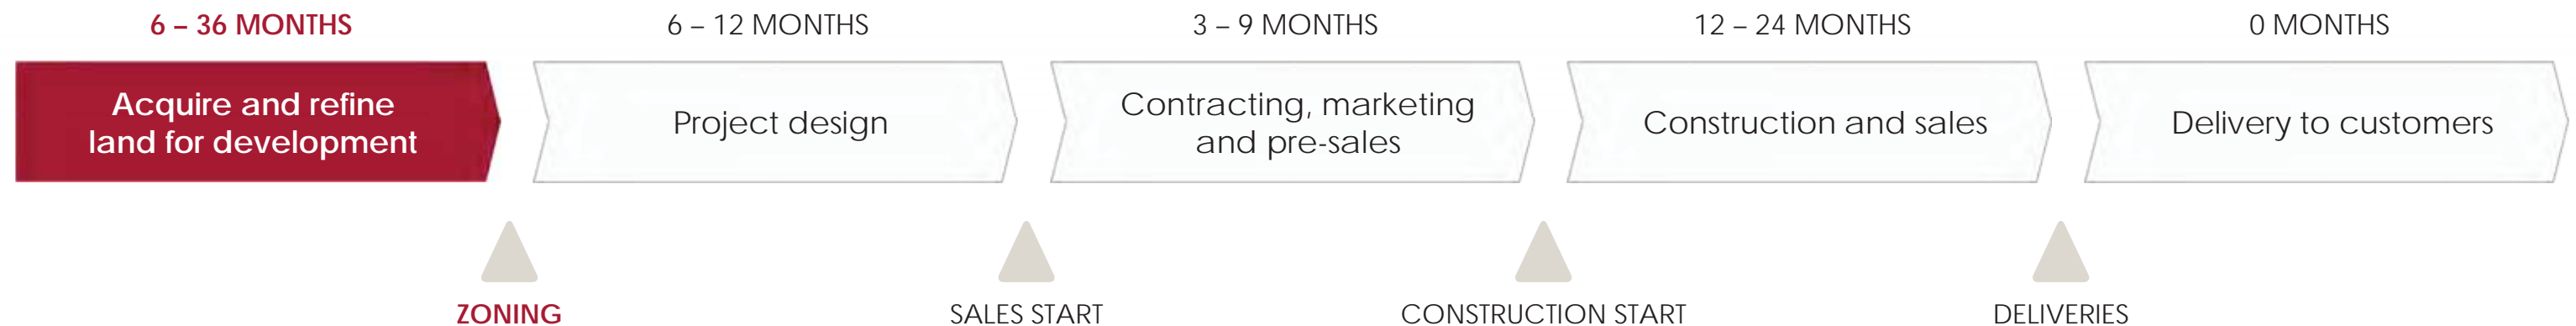 6 – 36 MONTHS
6 – 12 MONTHS
3 – 9 MONTHS
12 – 24 MONTHS
0 MONTHS
Acquire and refine
land for development
Project design
Contracting, marketing
and pre-sales
Construction and sales
Delivery to customers
ZONING
SALES START
CONSTRUCTION START
DELIVERIES